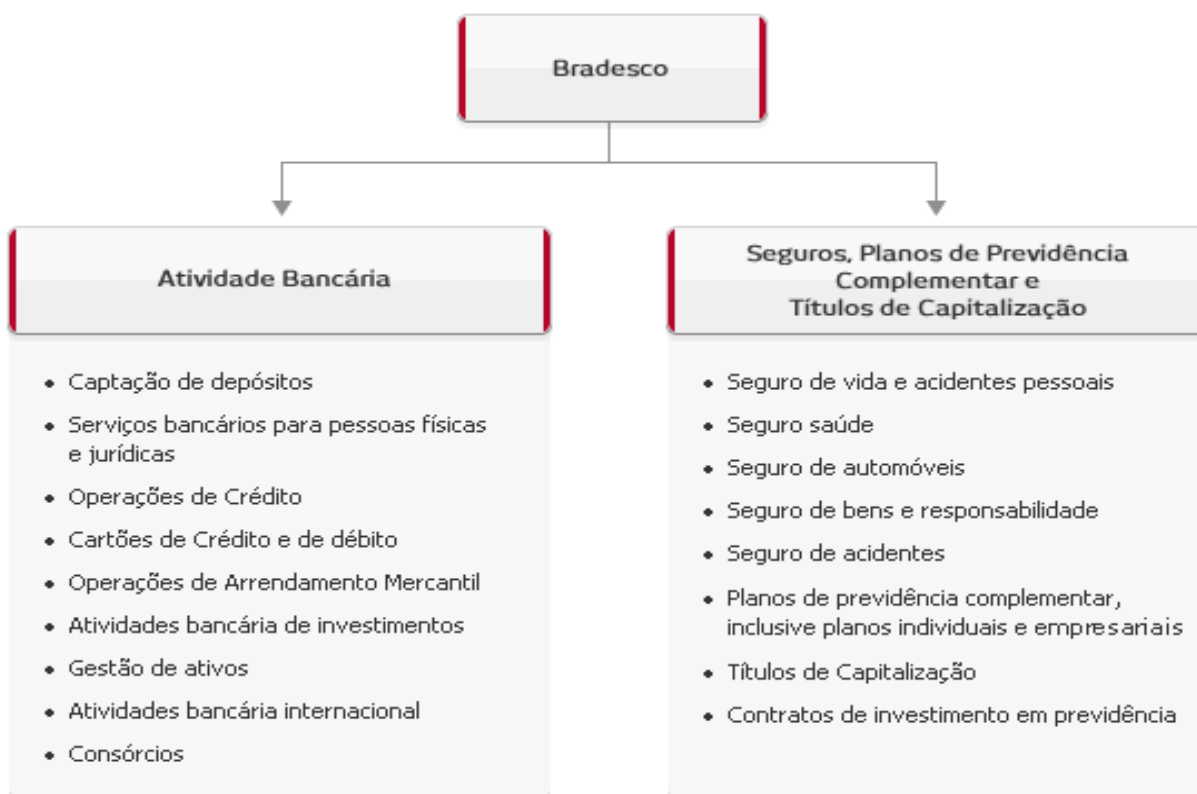 Bradesco
Atividade Bancária
• Captação de depósitos
• Serviços bancários para pessoas físicas
e jurídicas
• Operações de Crédito
• Cartões de Crédito e de débito
• Operações de Arrendamento Mercantil
• Atividades bancária de investimentos
• Gestão de ativos
• Atividades bancária internacional
• Consórcios
Seguros, Planos de Previdência
Complementar e
Títulos de Capitalização
• Seguro de vida e acidentes pessoais
• Seguro saúde
• Seguro de automóveis
• Seguro de bens e responsabilidade
• Seguro de acidentes
• Planos de previdência complementar,
inclusive planos individuais e empresariais
• Títulos de Capitalização
• Contratos de investimento em previdência